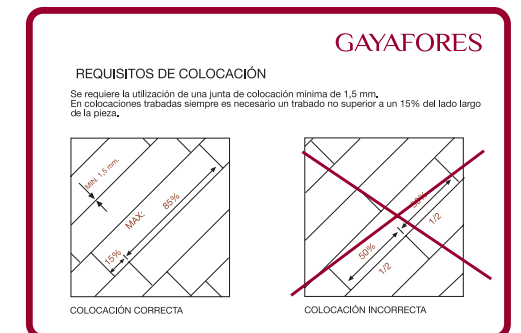 GAYAFORES
REQUISITOS DE COLOCACIÓN
Se requiere la utilización de una junta de colocación mínima de 1,5 mm.
En colocaciones trabadas siempre es necesario un trabado no superior a un 15% del lado largo
de la pieza.
MIN. 1,5 mm.
MAX:
85%
15%
50%
1/2
50%
1/2
COLOCACIÓN CORRECTA
COLOCACIÓN INCORRECTA